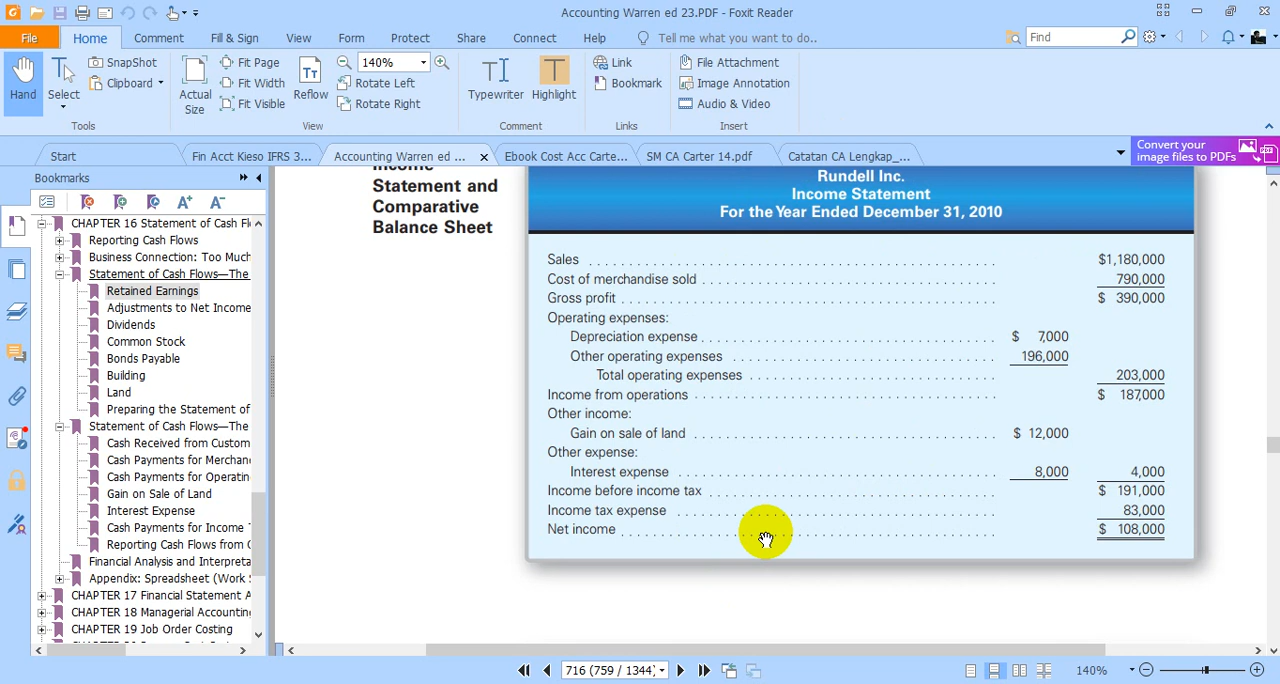 Accounting Warren ed 23.PDF - Foxit Reader
File Home Comment Fill & Sign View Form Protect Share Connect Help Tell me what you want to do.. Find
Hand
Select
SnapShot
Clipboard
Tools
Actual Size
Fit Page
Fit Width
Fit Visible
Reflow
140%
Rotate Left
Rotate Right
View
Typewriter
Highlight
Comment
Link
Bookmark
Links
File Attachment
Image Annotation
Audio & Video
Insert
Start
Fin Acct Kieso IFRS 3...
Accounting Warren ed ...
Ebook Cost Acc Carte...
SM CA Carter 14.pdf
Catatan CA Lengkap_...
Convert your
image files to PDFs
Bookmarks
CHAPTER 16 Statement of Cash Fl
Reporting Cash Flows
Business Connection: Too Much
Statement of Cash Flows—The
Retained Earnings
Adjustments to Net Income
Dividends
Common Stock
Bonds Payable
Building
Land
Preparing the Statement of
Statement of Cash Flows—The
Cash Received from Custom
Cash Payments for Merchan
Cash Payments for Operatin
Gain on Sale of Land
Interest Expense
Cash Payments for Income
Reporting Cash Flows from
Financial Analysis and Interpreta
Appendix: Spreadsheet (Work
CHAPTER 17 Financial Statement A
CHAPTER 18 Managerial Accounting
CHAPTER 19 Job Order Costing
Statement and
Comparative
Balance Sheet
Rundell Inc.
Income Statement
For the Year Ended December 31, 2010
Sales $1,180,000
Cost of merchandise sold 790,000
Gross profit $ 390,000
Operating expenses:
Depreciation expense $ 7,000
Other operating expenses 196,000
Total operating expenses 203,000
Income from operations $ 187,000
Other income:
Gain on sale of land $ 12,000
Other expense:
Interest expense 8,000 4,000
Income before income tax $ 191,000
Income tax expense 83,000
Net income $ 108,000
716 (759 / 1344)
140%